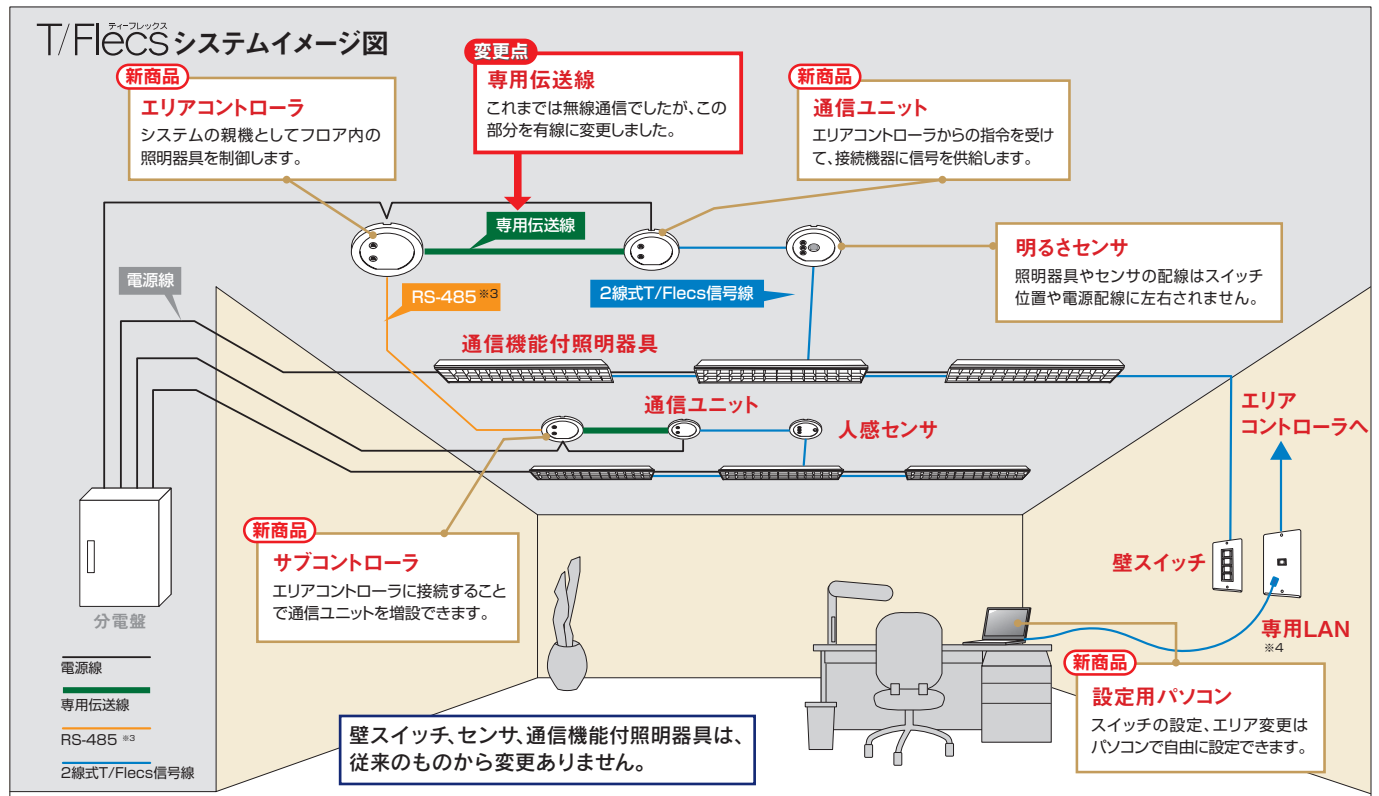 ティーフレックス
T/Flecsシステムイメージ図
新商品
エリアコントローラ
システムの親機としてフロア内の
照明器具を制御します。
変更点
専用伝送線
これまでは無線通信でしたが、この
部分を有線に変更しました。
新商品
通信ユニット
エリアコントローラからの指令を受け
て、接続機器に信号を供給します。
専用伝送線
明るさセンサ
照明器具やセンサの配線はスイッチ
位置や電源配線に左右されません。
電源線
RS-485※3
2線式T/Flecs信号線
通信機能付照明器具
通信ユニット
人感センサ
エリア
コントローラへ
新商品
サブコントローラ
エリアコントローラに接続すること
で通信ユニットを増設できます。
壁スイッチ
分電盤
専用LAN
※4
新商品
設定用パソコン
スイッチの設定、エリア変更は
パソコンで自由に設定できます。
電源線
専用伝送線
RS-485 ※3
2線式T/Flecs信号線
壁スイッチ、センサ、通信機能付照明器具は、
従来のものから変更ありません。